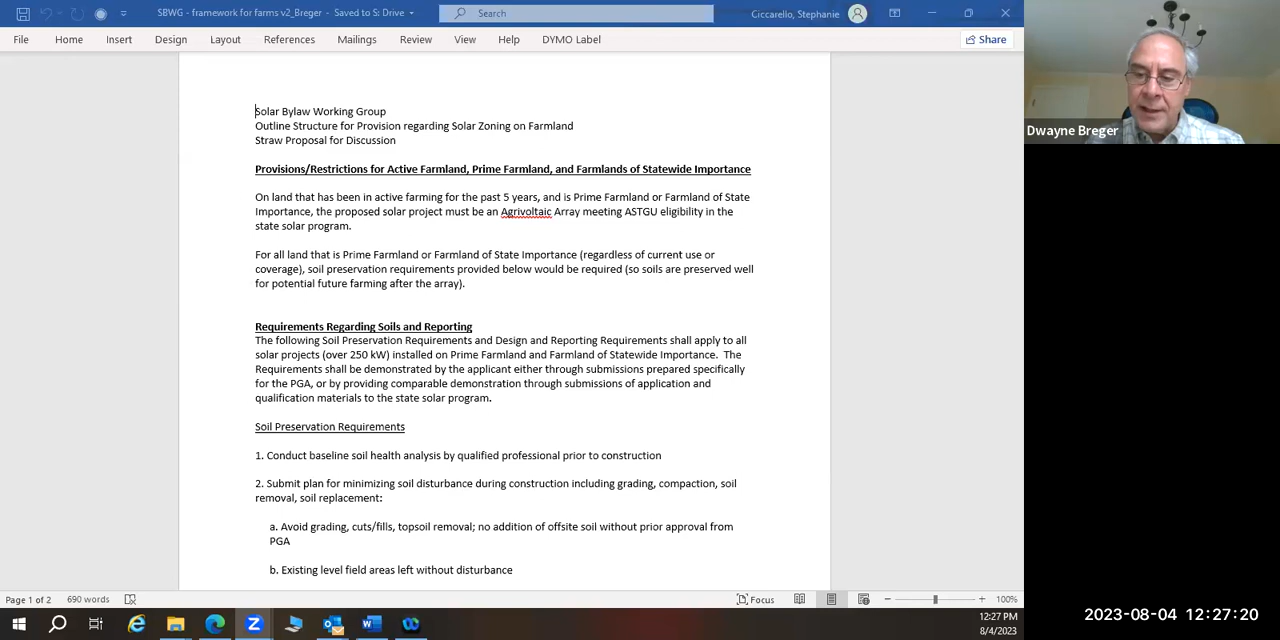 SBWG - framework for farms v2_Breger - Saved to S: Drive
Search
Ciccarello, Stephanie
File Home Insert Design Layout References Mailings Review View Help DYMO Label
Share
Solar Bylaw Working Group
Outline Structure for Provision regarding Solar Zoning on Farmland
Straw Proposal for Discussion
Provisions/Restrictions for Active Farmland, Prime Farmland, and Farmlands of Statewide Importance
On land that has been in active farming for the past 5 years, and is Prime Farmland or Farmland of State
Importance, the proposed solar project must be an Agrivoltaic Array meeting ASTGU eligibility in the
state solar program.
For all land that is Prime Farmland or Farmland of State Importance (regardless of current use or
coverage), soil preservation requirements provided below would be required (so soils are preserved well
for potential future farming after the array).
Requirements Regarding Soils and Reporting
The following Soil Preservation Requirements and Design and Reporting Requirements shall apply to all
solar projects (over 250 kW) installed on Prime Farmland and Farmland of Statewide Importance. The
Requirements shall be demonstrated by the applicant either through submissions prepared specifically
for the PGA, or by providing comparable demonstration through submissions of application and
qualification materials to the state solar program.
Soil Preservation Requirements
1. Conduct baseline soil health analysis by qualified professional prior to construction
2. Submit plan for minimizing soil disturbance during construction including grading, compaction, soil
removal, soil replacement:
a. Avoid grading, cuts/fills, topsoil removal; no addition of offsite soil without prior approval from
PGA
b. Existing level field areas left without disturbance
Page 1 of 2 690 words
Focus
100%
12:27 PM
8/4/2023
Dwayne Breger
2023-08-04 12:27:20